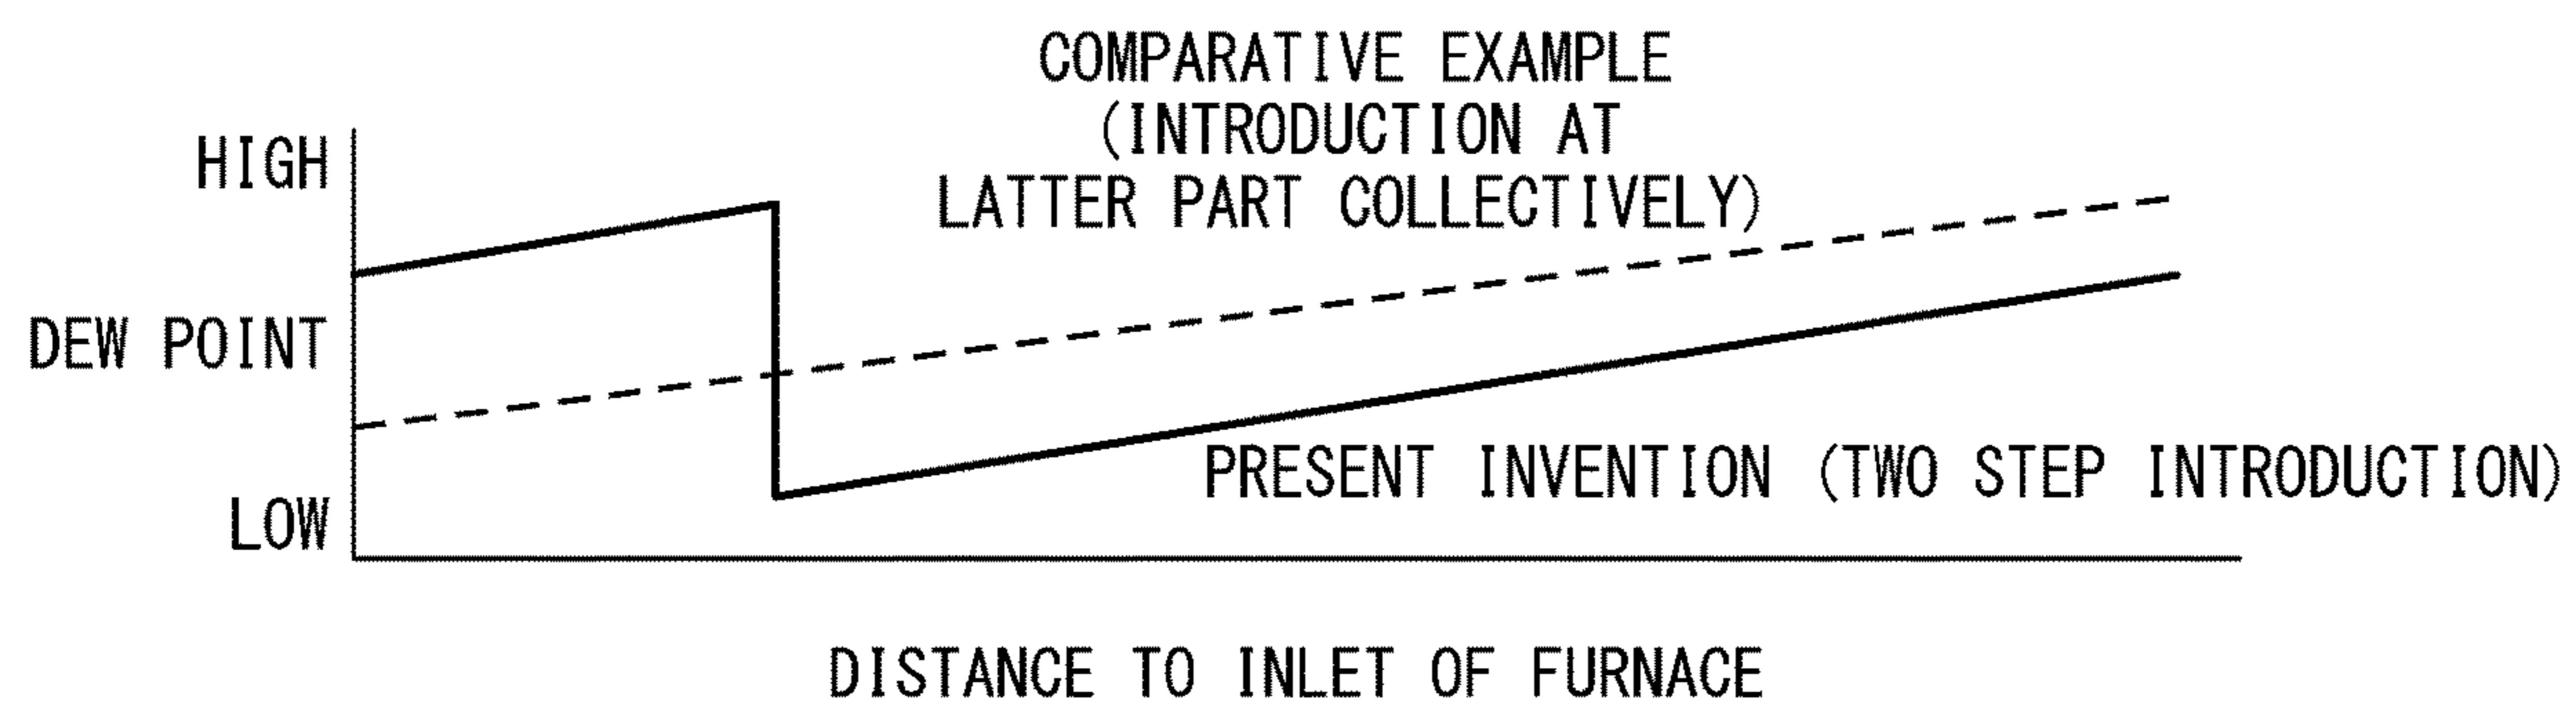 COMPARATIVE EXAMPLE
(INTRODUCTION AT
LATTER PART COLLECTIVELY)
HIGH
DEW POINT
LOW
PRESENT INVENTION (TWO STEP INTRODUCTION)
DISTANCE TO INLET OF FURNACE